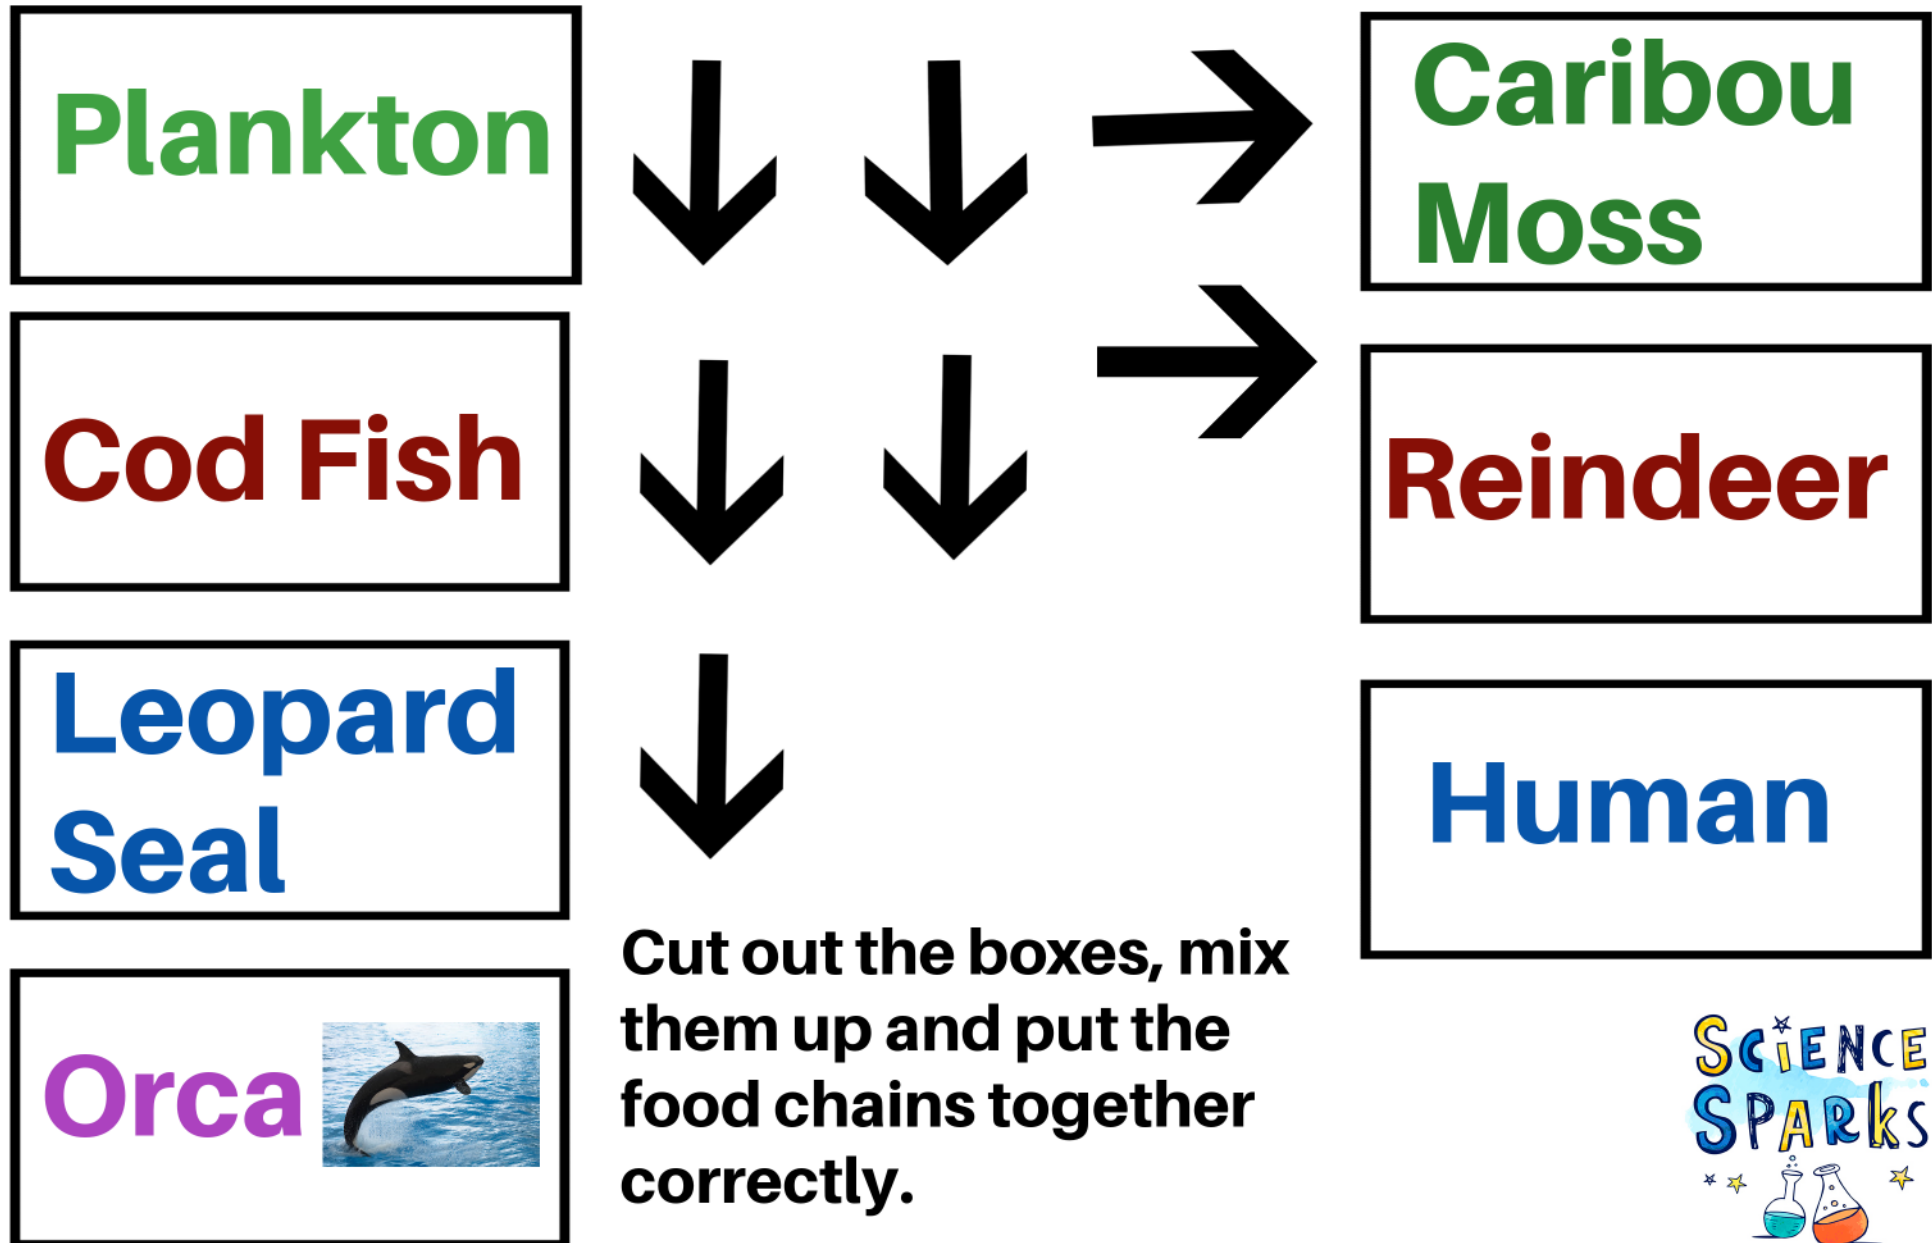 Plankton
Caribou
Moss
Cod Fish
Reindeer
Leopard
Seal
Human
Orca
Cut out the boxes, mix
them up and put the
food chains together
correctly.
SCiENCE
SPARkS